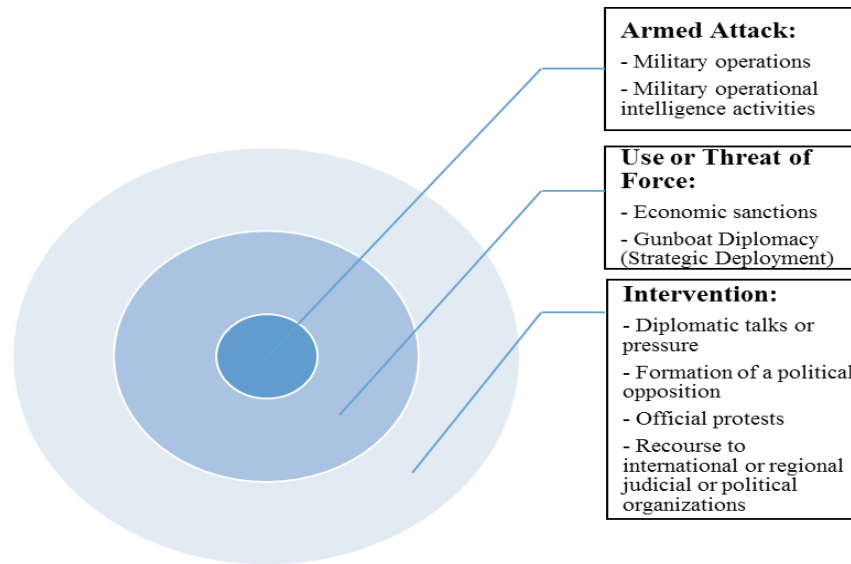 Armed Attack:
- Military operations
- Military operational
intelligence activities
Use or Threat of
Force:
- Economic sanctions
- Gunboat Diplomacy
(Strategic Deployment)
Intervention:
- Diplomatic talks or
pressure
- Formation of a political
opposition
- Official protests
- Recourse to
international or regional
judicial or political
organizations